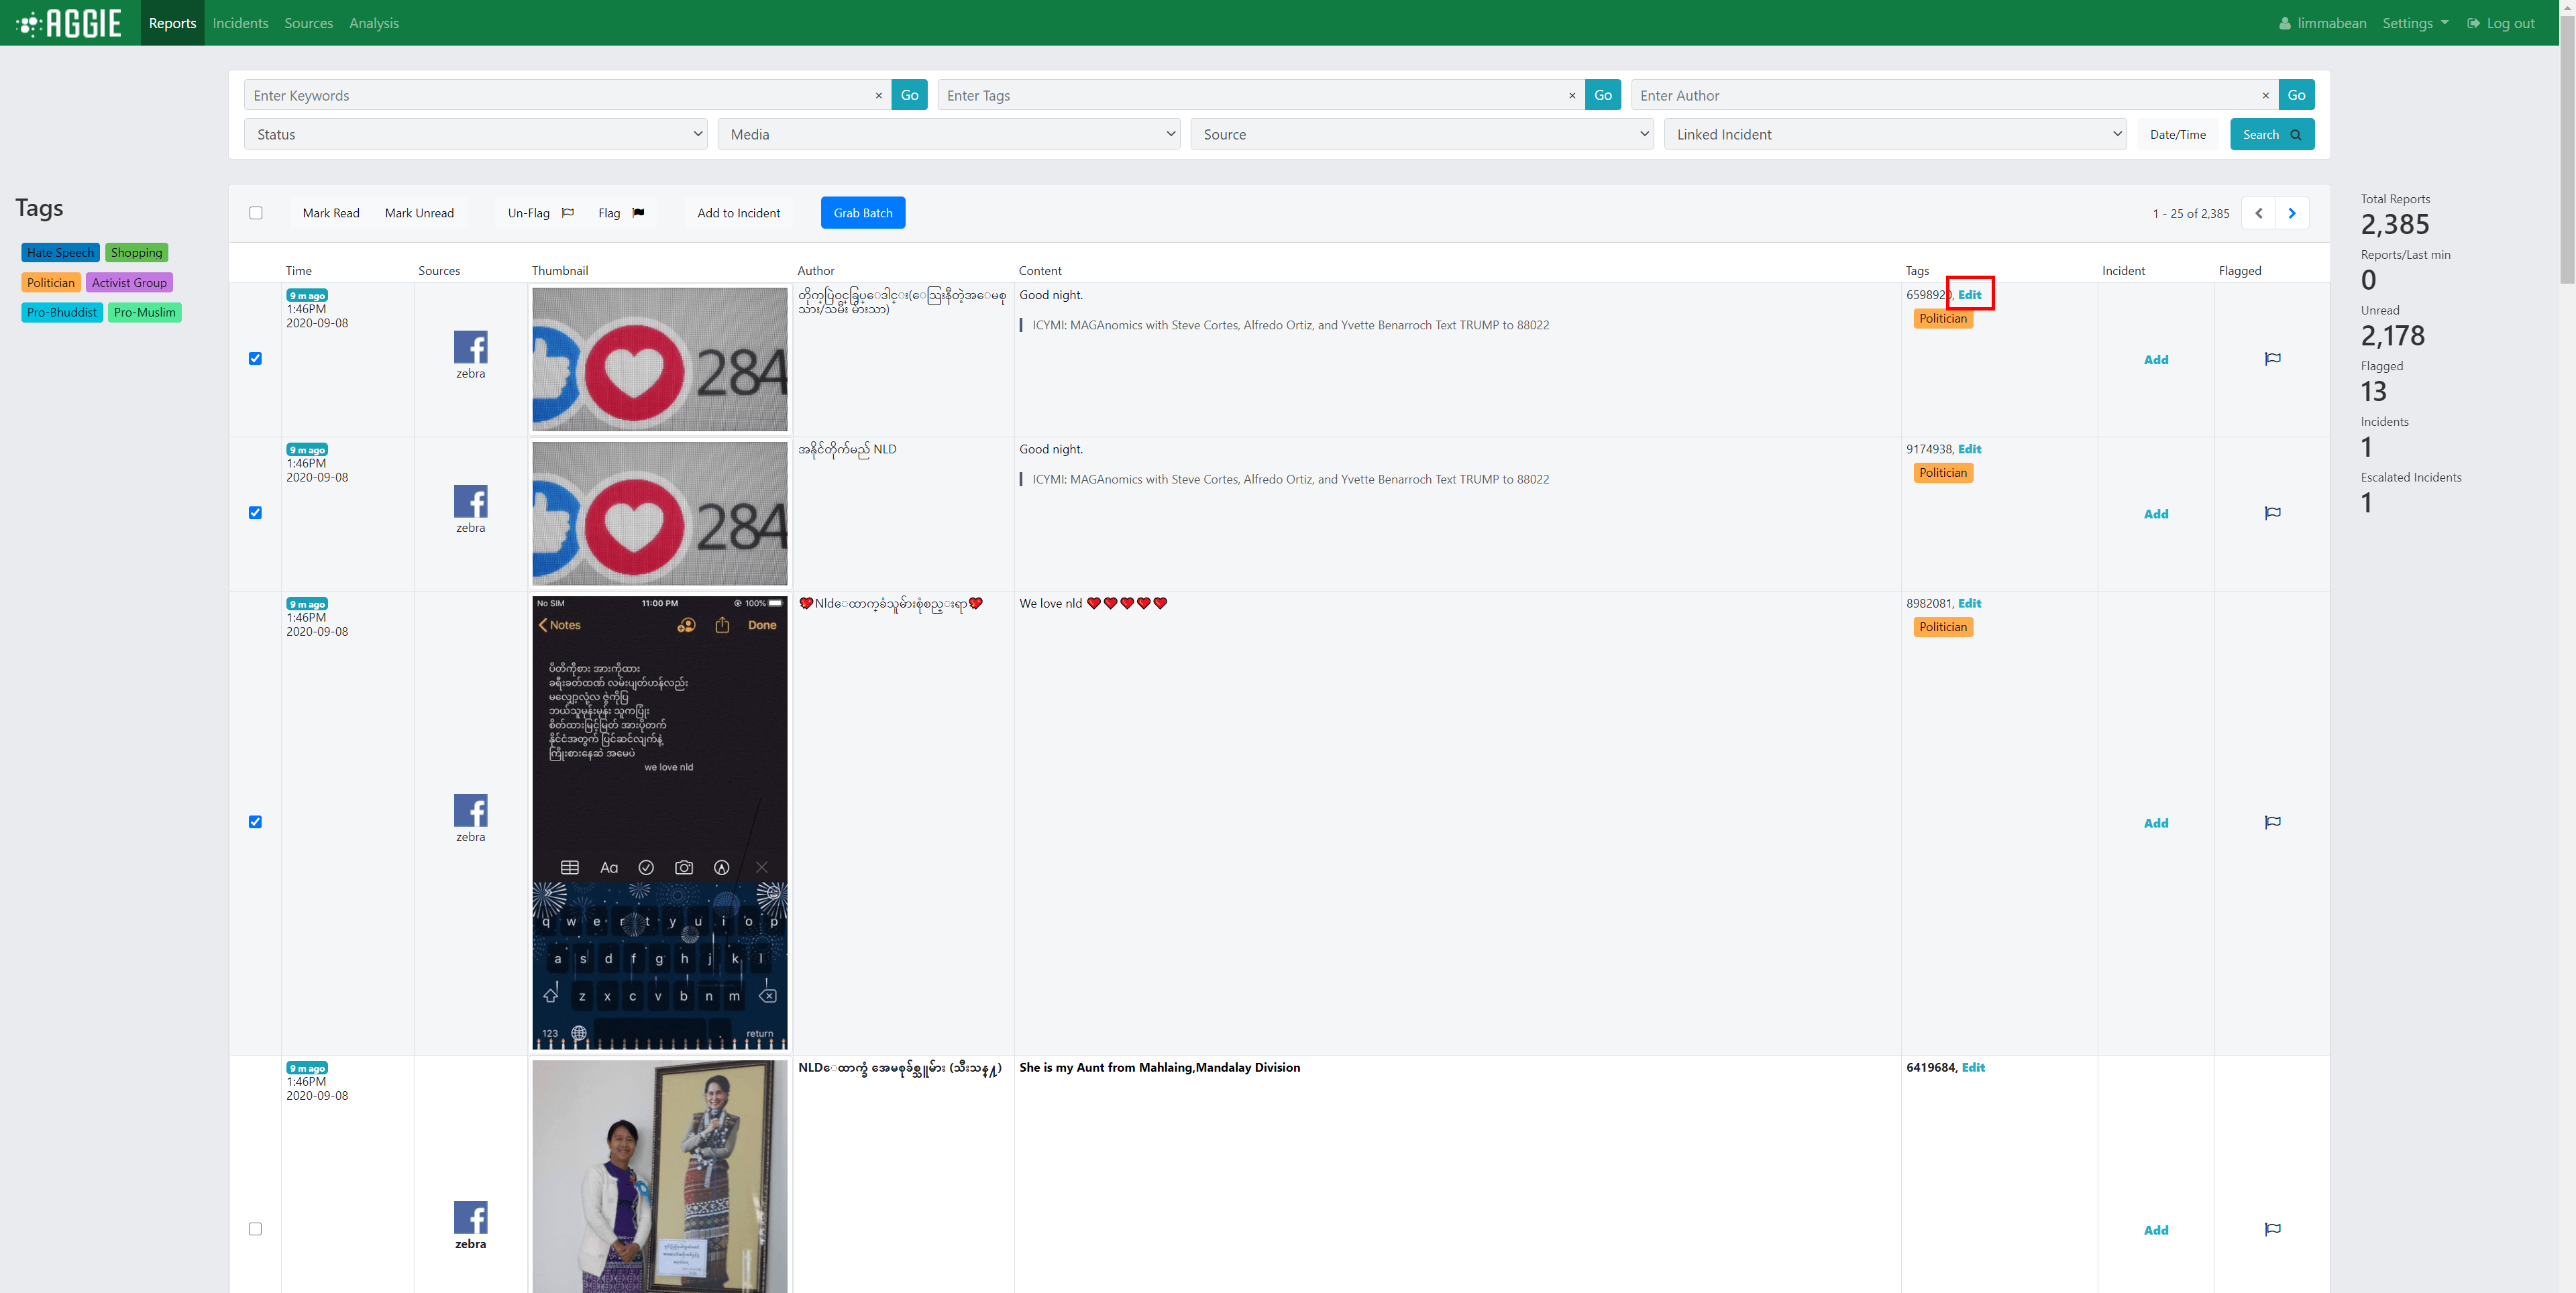 AGGIE
Reports Incidents Sources Analysis
limmabean Settings Log out
Enter Keywords × Go Enter Tags × Go Enter Author × Go
Status Media Source Linked Incident Date/Time Search
Tags
Hate Speech Shopping
Politician Activist Group
Pro-Bhuddist Pro-Muslim
Mark Read Mark Unread Un-Flag Flag Add to Incident Grab Batch 1 - 25 of 2,385
Time Sources Thumbnail Author Content Tags Incident Flagged
9 m ago
1:46PM
2020-09-08
zebra
284
Good night.
ICYMI: MAGAnomics with Steve Cortes, Alfredo Ortiz, and Yvette Benarroch Text TRUMP to 88022
6598920, Edit
Politician
Add
9 m ago
1:46PM
2020-09-08
zebra
284
အနိုင်တိုက်မည် NLD
Good night.
ICYMI: MAGAnomics with Steve Cortes, Alfredo Ortiz, and Yvette Benarroch Text TRUMP to 88022
9174938, Edit
Politician
Add
9 m ago
1:46PM
2020-09-08
zebra
No SIM 11:00 PM 100%
Notes Done
we love nld
Aa
q w e r t y u i o p
a s d f g h j k l
z x c v b n m
123 return
We love nld ❤❤❤❤❤
8982081, Edit
Politician
Add
9 m ago
1:46PM
2020-09-08
zebra
She is my Aunt from Mahlaing,Mandalay Division
6419684, Edit
Add
Total Reports
2,385
Reports/Last min
0
Unread
2,178
Flagged
13
Incidents
1
Escalated Incidents
1